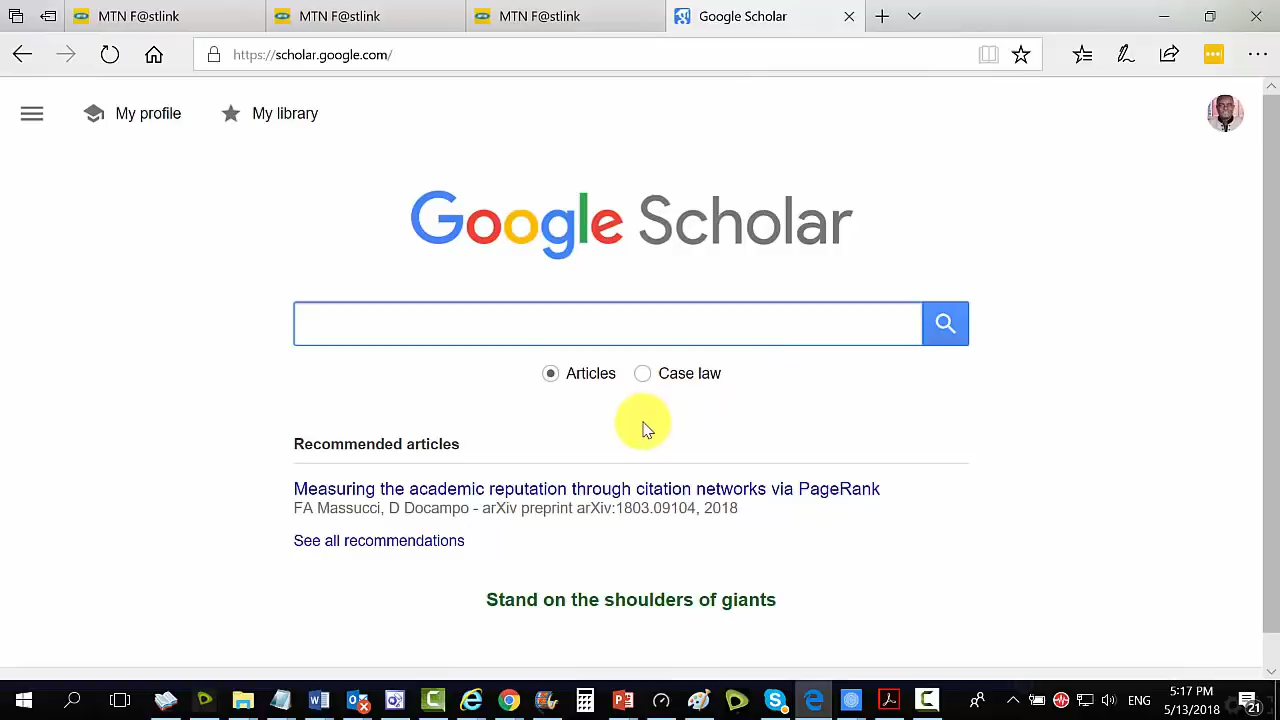 MTN F@stlink
MTN F@stlink
MTN F@stlink
Google Scholar
https://scholar.google.com/
My profile
My library
Google Scholar
Articles
Case law
Recommended articles
Measuring the academic reputation through citation networks via PageRank
FA Massucci, D Docampo - arXiv preprint arXiv:1803.09104, 2018
See all recommendations
Stand on the shoulders of giants
ENG
5:17 PM
5/13/2018
21